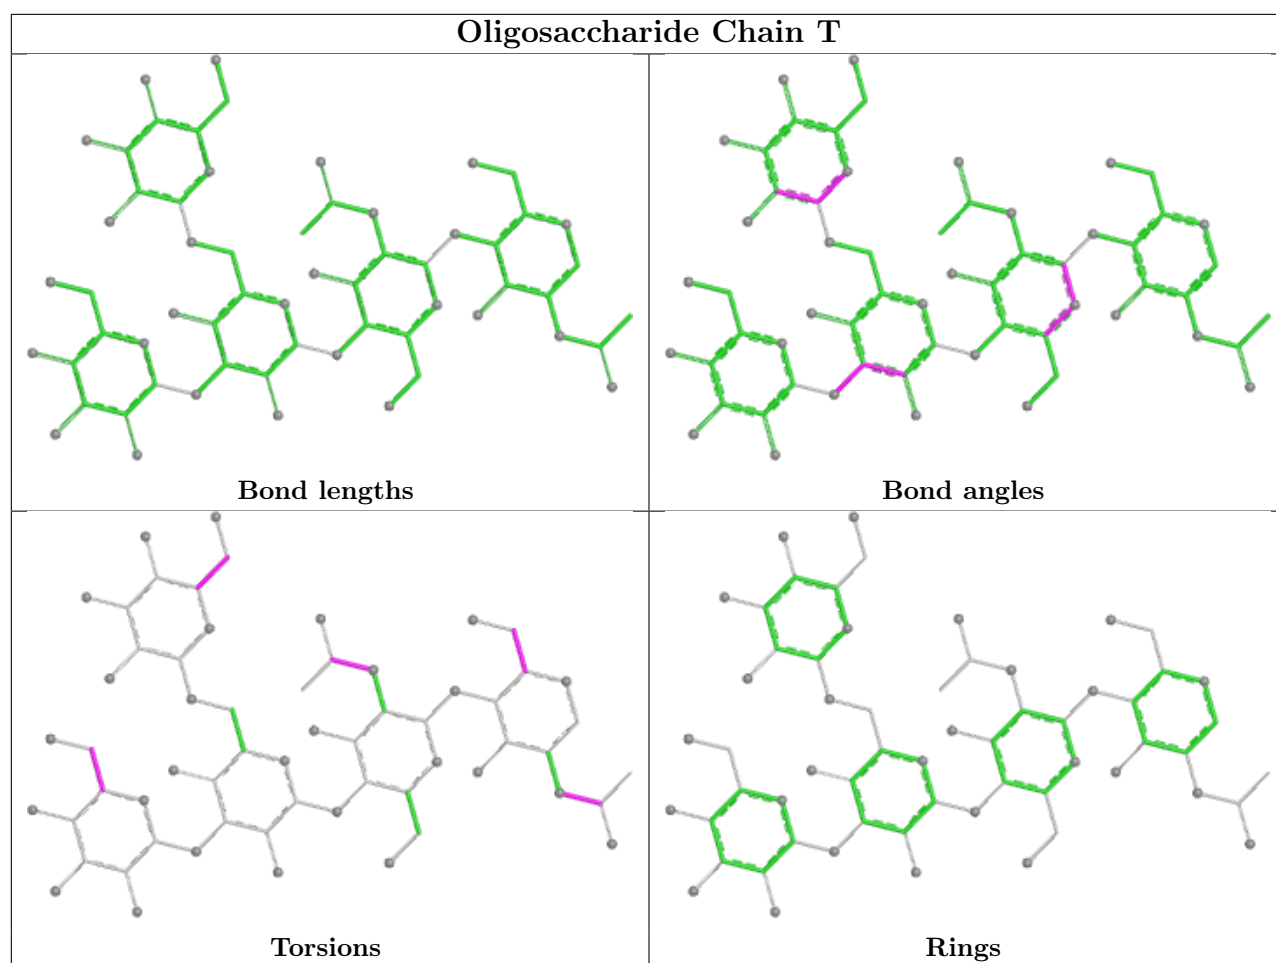 Oligosaccharide Chain T
Bond lengths
Bond angles
Torsions
Rings